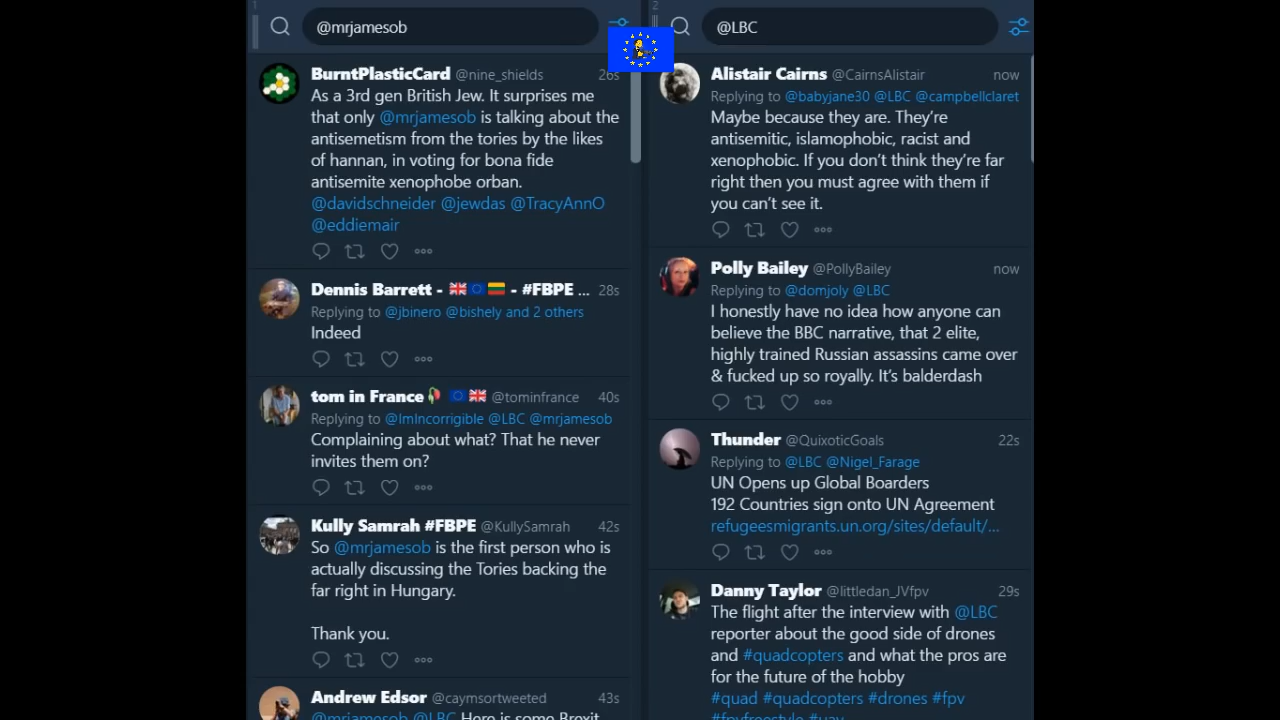 1
@mrjamesob
BurntPlasticCard @nine_shields 26s
As a 3rd gen British Jew. It surprises me
that only @mrjamesob is talking about the
antisemetism from the tories by the likes
of hannan, in voting for bona fide
antisemite xenophobe orban.
@davidschneider @jewdas @TracyAnnO
@eddiemair
Dennis Barrett - - #FBPE ... 28s
Replying to @jbinero @bishely and 2 others
Indeed
tom in France @tominfrance 40s
Replying to @ImIncorrigible @LBC @mrjamesob
Complaining about what? That he never
invites them on?
Kully Samrah #FBPE @KullySamrah 42s
So @mrjamesob is the first person who is
actually discussing the Tories backing the
far right in Hungary.
Thank you.
Andrew Edsor @caymsortweeted 43s
@mrjamesob @LBC Here is some Brexit
2
@LBC
Alistair Cairns @CairnsAlistair now
Replying to @babyjane30 @LBC @campbellclaret
Maybe because they are. They're
antisemitic, islamophobic, racist and
xenophobic. If you don't think they're far
right then you must agree with them if
you can't see it.
Polly Bailey @PollyBailey now
Replying to @domjoly @LBC
I honestly have no idea how anyone can
believe the BBC narrative, that 2 elite,
highly trained Russian assassins came over
& fucked up so royally. It's balderdash
Thunder @QuixoticGoals 22s
Replying to @LBC @Nigel_Farage
UN Opens up Global Boarders
192 Countries sign onto UN Agreement
refugeesmigrants.un.org/sites/default/...
Danny Taylor @littledan_JVfpv 29s
The flight after the interview with @LBC
reporter about the good side of drones
and #quadcopters and what the pros are
for the future of the hobby
#quad #quadcopters #drones #fpv
#fpvfreestyle #uav